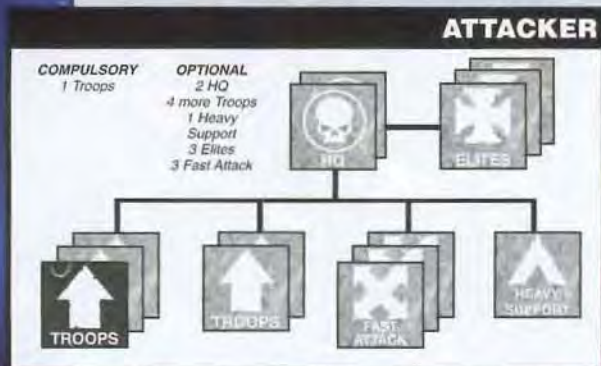 ATTACKER
COMPULSORY
1 Troops
OPTIONAL
2 HQ
4 more Troops
1 Heavy
Support
3 Elites
3 Fast Attack
HQ
ELITES
TROOPS
TROOPS
FAST
ATTACK
HEAVY
SUPPORT